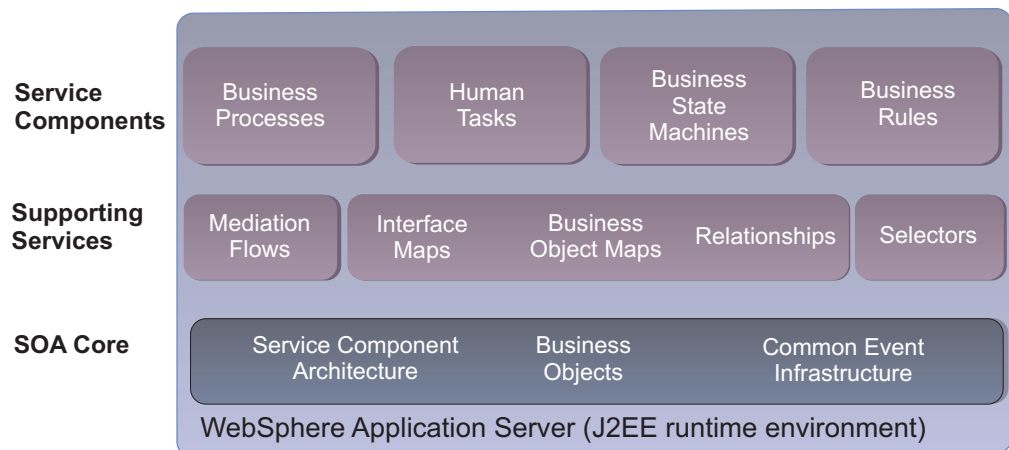 Service
Components
Business
Processes
Human
Tasks
Business
State
Machines
Business
Rules
Supporting
Services
Mediation
Flows
Interface
Maps
Business
Object Maps
Relationships
Selectors
SOA Core
Service Component
Architecture
Business
Objects
Common Event
Infrastructure
WebSphere Application Server (J2EE runtime environment)